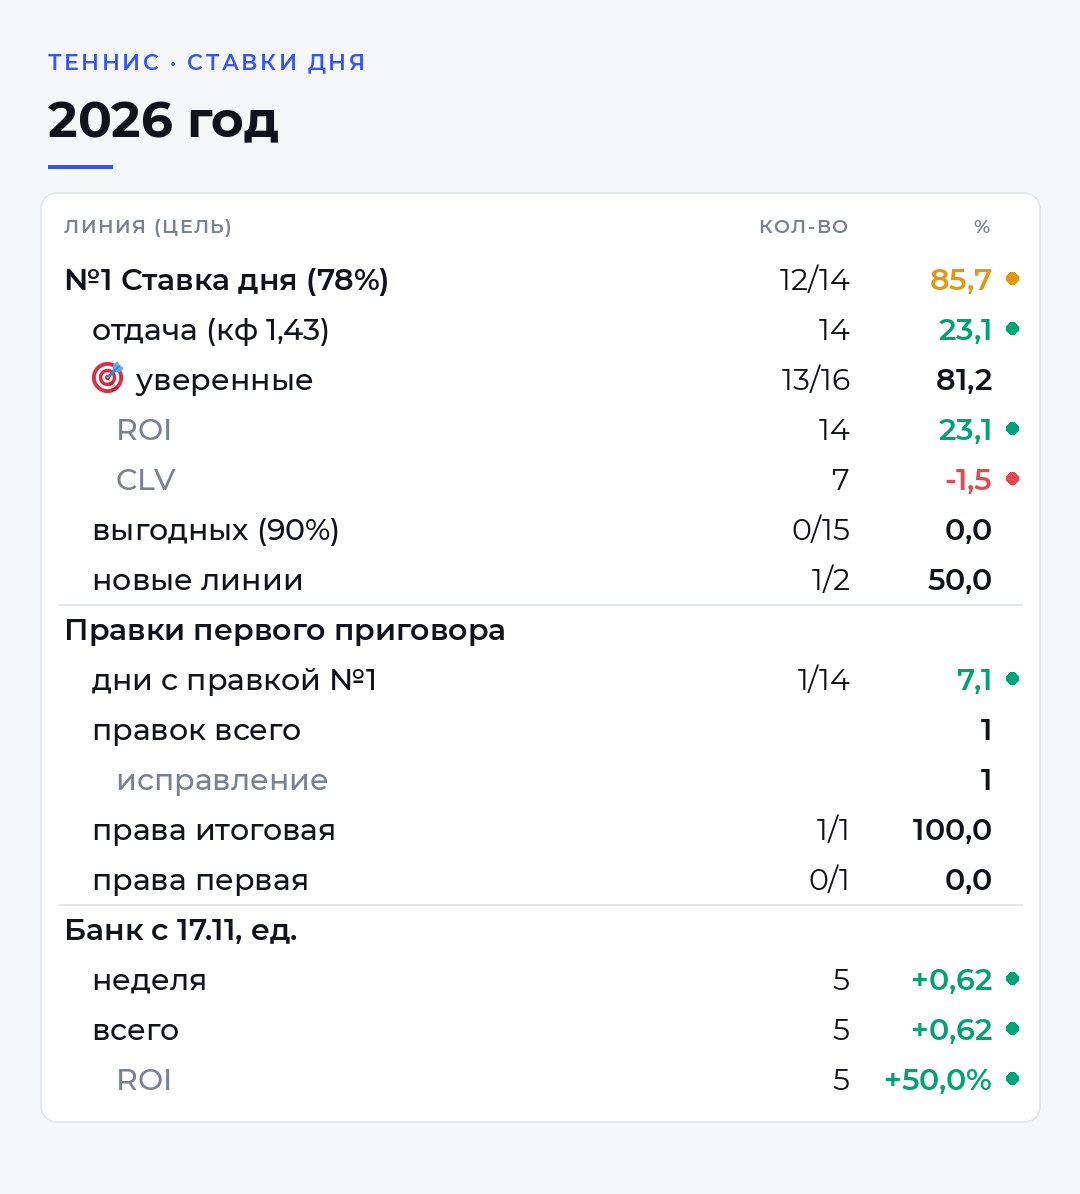 ТЕННИС · СТАВКИ ДНЯ
2026 год
ЛИНИЯ (ЦЕЛЬ) КОЛ-ВО %
№1 Ставка дня (78%) 12/14 85,7
отдача (кф 1,43) 14 23,1
уверенные 13/16 81,2
ROI 14 23,1
CLV 7 -1,5
выгодных (90%) 0/15 0,0
новые линии 1/2 50,0
Правки первого приговора
дни с правкой №1 1/14 7,1
правок всего 1
исправление 1
права итоговая 1/1 100,0
права первая 0/1 0,0
Банк с 17.11, ед.
неделя 5 +0,62
всего 5 +0,62
ROI 5 +50,0%